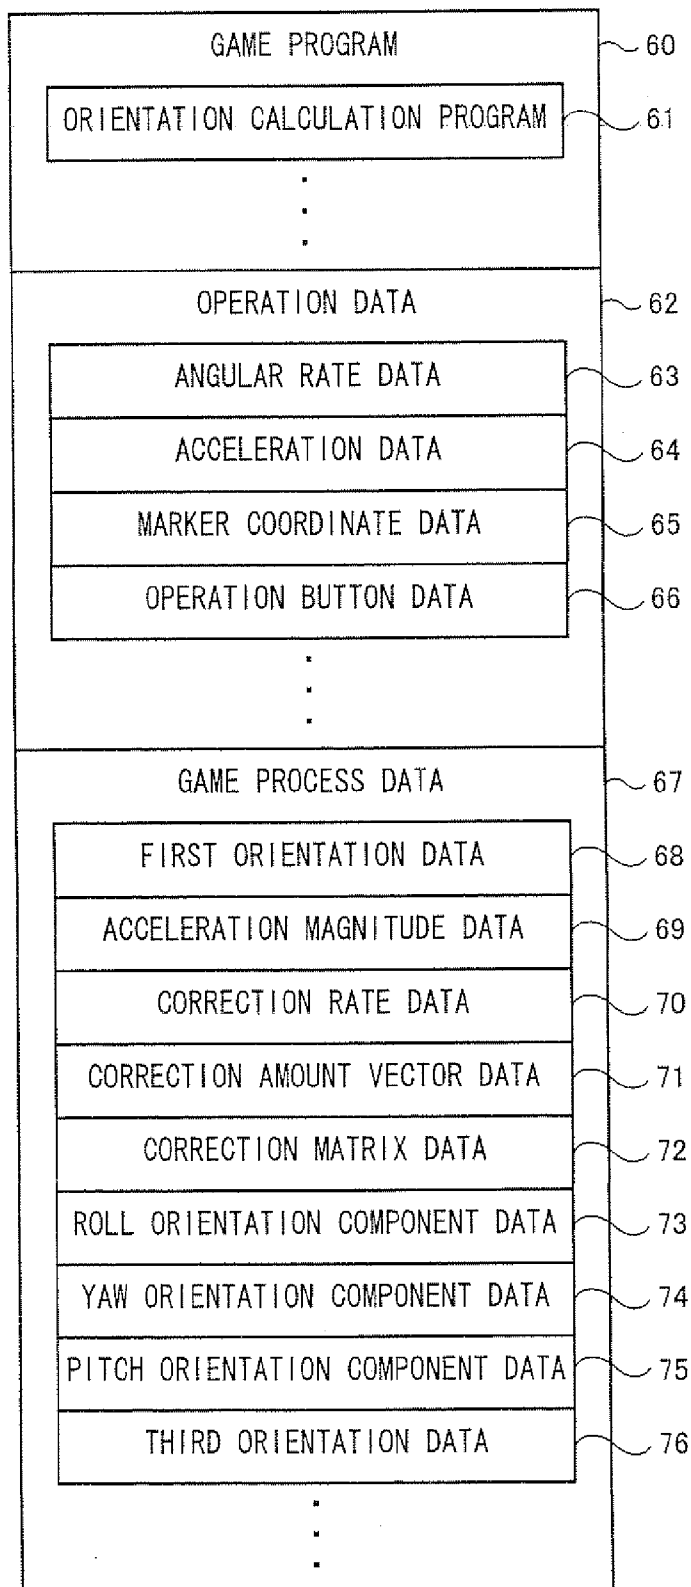 GAME PROGRAM 60
ORIENTATION CALCULATION PROGRAM 61
OPERATION DATA 62
ANGULAR RATE DATA 63
ACCELERATION DATA 64
MARKER COORDINATE DATA 65
OPERATION BUTTON DATA 66
GAME PROCESS DATA 67
FIRST ORIENTATION DATA 68
ACCELERATION MAGNITUDE DATA 69
CORRECTION RATE DATA 70
CORRECTION AMOUNT VECTOR DATA 71
CORRECTION MATRIX DATA 72
ROLL ORIENTATION COMPONENT DATA 73
YAW ORIENTATION COMPONENT DATA 74
PITCH ORIENTATION COMPONENT DATA 75
THIRD ORIENTATION DATA 76